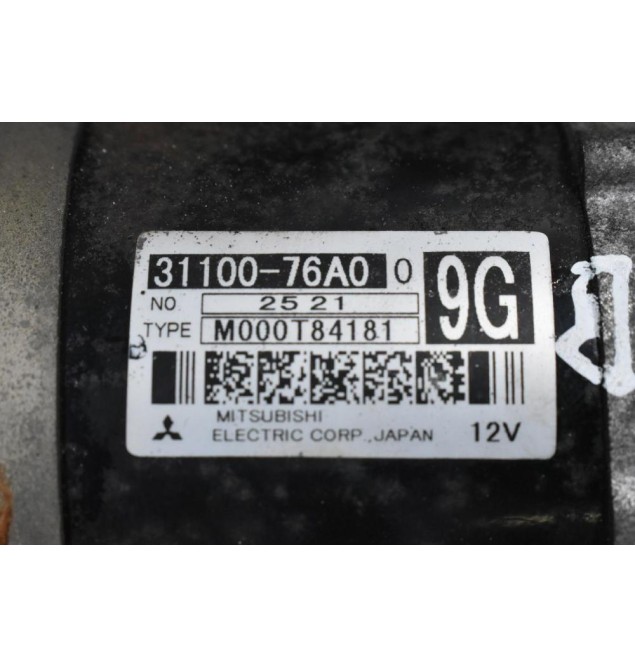 31100-76A0 0
9G
NO. 2521
TYPE M000T84181
MITSUBISHI
ELECTRIC CORP., JAPAN 12V